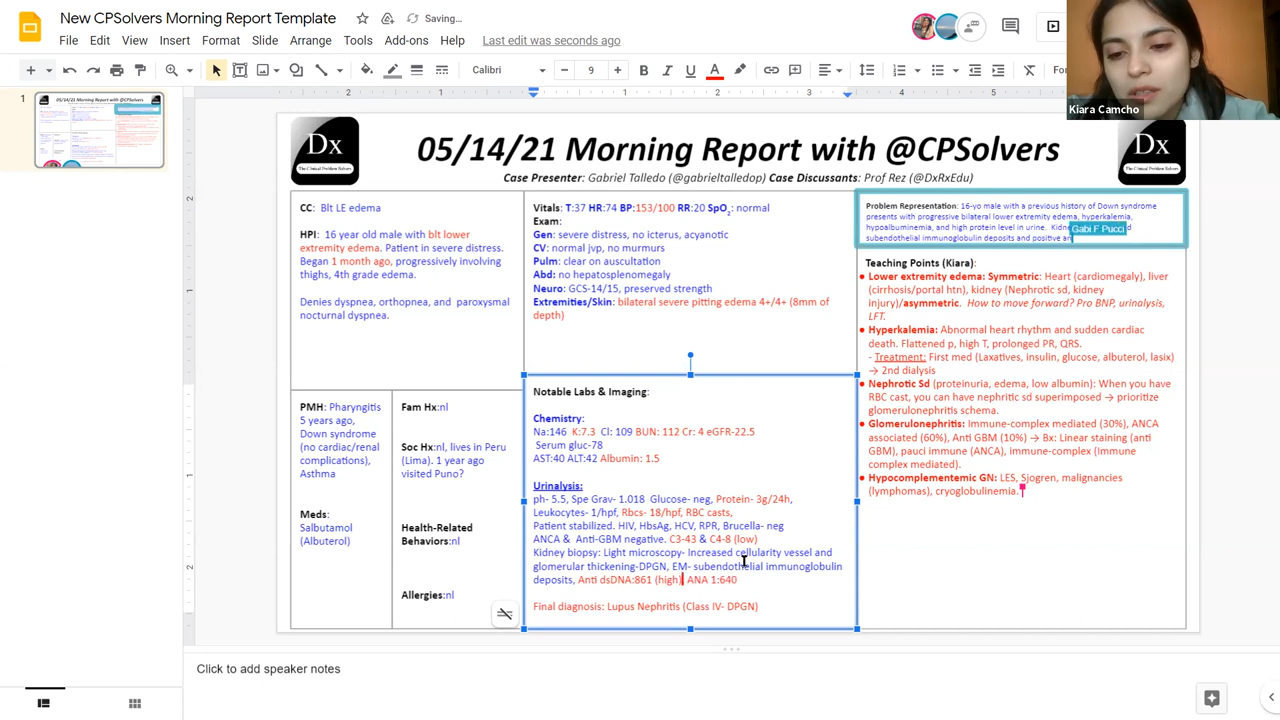 New CPSolvers Morning Report Template
Saving...
File Edit View Insert Format Slide Arrange Tools Add-ons Help Last edit was seconds ago
Calibri 9
Kiara Camcho
1
05/14/21 Morning Report with @CPSolvers
Case Presenter: Gabriel Talledo (@gabrieltalledop) Case Discussants: Prof Rez (@DxRxEdu)
Dx
The Clinical Problem Solvers
Dx
The Clinical Problem Solvers
CC: Blt LE edema
HPI: 16 year old male with blt lower
extremity edema. Patient in severe distress.
Began 1 month ago, progressively involving
thighs, 4th grade edema.
Denies dyspnea, orthopnea, and paroxysmal
nocturnal dyspnea.
PMH: Pharyngitis
5 years ago,
Down syndrome
(no cardiac/renal
complications),
Asthma
Meds:
Salbutamol
(Albuterol)
Fam Hx:nl
Soc Hx:nl, lives in Peru
(Lima). 1 year ago
visited Puno?
Health-Related
Behaviors:nl
Allergies:nl
Vitals: T:37 HR:74 BP:153/100 RR:20 SpO2: normal
Exam:
Gen: severe distress, no icterus, acyanotic
CV: normal jvp, no murmurs
Pulm: clear on auscultation
Abd: no hepatosplenomegaly
Neuro: GCS-14/15, preserved strength
Extremities/Skin: bilateral severe pitting edema 4+/4+ (8mm of
depth)
Notable Labs & Imaging:
Chemistry:
Na:146 K:7.3 Cl: 109 BUN: 112 Cr: 4 eGFR-22.5
Serum gluc-78
AST:40 ALT:42 Albumin: 1.5
Urinalysis:
ph- 5.5, Spe Grav- 1.018 Glucose- neg, Protein- 3g/24h,
Leukocytes- 1/hpf, Rbcs- 18/hpf, RBC casts,
Patient stabilized. HIV, HbsAg, HCV, RPR, Brucella- neg
ANCA & Anti-GBM negative. C3-43 & C4-8 (low)
Kidney biopsy: Light microscopy- Increased cellularity vessel and
glomerular thickening-DPGN, EM- subendothelial immunoglobulin
deposits, Anti dsDNA:861 (high) ANA 1:640
Final diagnosis: Lupus Nephritis (Class IV- DPGN)
Problem Representation: 16-yo male with a previous history of Down syndrome
presents with progressive bilateral lower extremity edema, hyperkalemia,
hypoalbuminemia, and high protein level in urine.
Gabi F Pucci
subendothelial immunoglobulin deposits and positive an
Teaching Points (Kiara):
Lower extremity edema: Symmetric: Heart (cardiomegaly), liver
(cirrhosis/portal htn), kidney (Nephrotic sd, kidney
injury)/asymmetric. How to move forward? Pro BNP, urinalysis,
LFT.
Hyperkalemia: Abnormal heart rhythm and sudden cardiac
death. Flattened p, high T, prolonged PR, QRS.
- Treatment: First med (Laxatives, insulin, glucose, albuterol, lasix)
→ 2nd dialysis
Nephrotic Sd (proteinuria, edema, low albumin): When you have
RBC cast, you can have nephritic sd superimposed → prioritize
glomerulonephritis schema.
Glomerulonephritis: Immune-complex mediated (30%), ANCA
associated (60%), Anti GBM (10%) → Bx: Linear staining (anti
GBM), pauci immune (ANCA), immune-complex (Immune
complex mediated).
Hypocomplementemic GN: LES, Sjogren, malignancies
(lymphomas), cryoglobulinemia.
Click to add speaker notes